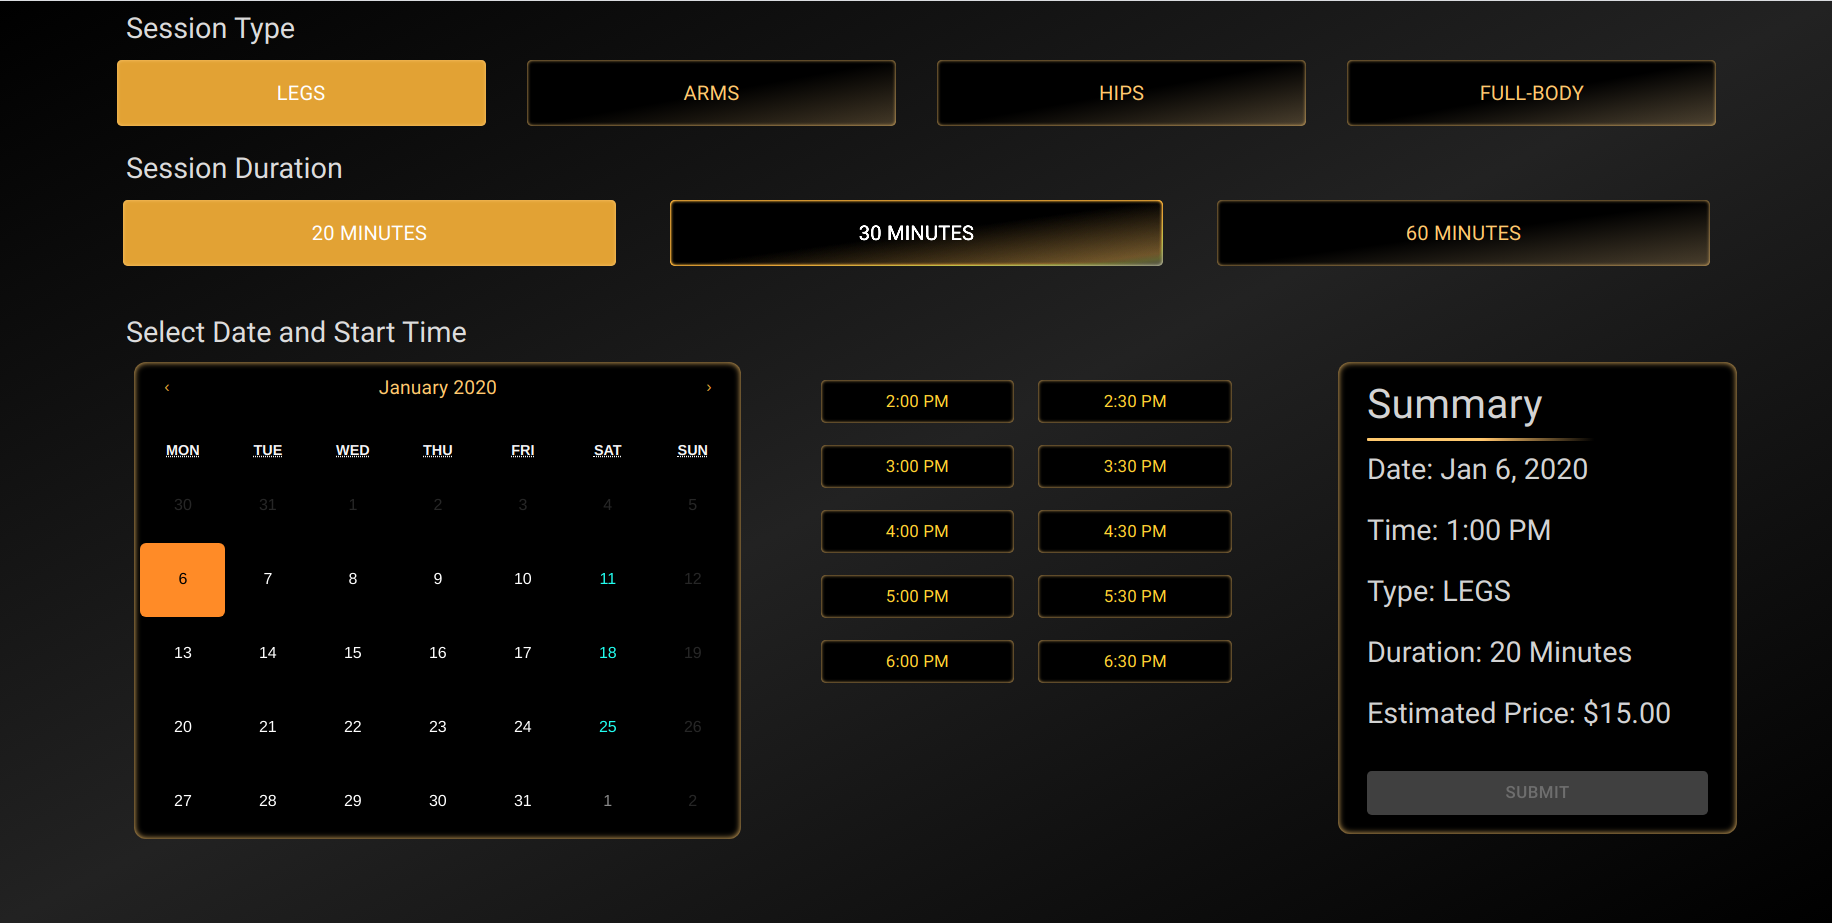 Session Type
LEGS ARMS HIPS FULL-BODY
Session Duration
20 MINUTES 30 MINUTES 60 MINUTES
Select Date and Start Time
‹ January 2020 ›
MON TUE WED THU FRI SAT SUN
30 31 1 2 3 4 5
6 7 8 9 10 11 12
13 14 15 16 17 18 19
20 21 22 23 24 25 26
27 28 29 30 31 1 2
2:00 PM 2:30 PM
3:00 PM 3:30 PM
4:00 PM 4:30 PM
5:00 PM 5:30 PM
6:00 PM 6:30 PM
Summary
Date: Jan 6, 2020
Time: 1:00 PM
Type: LEGS
Duration: 20 Minutes
Estimated Price: $15.00
SUBMIT